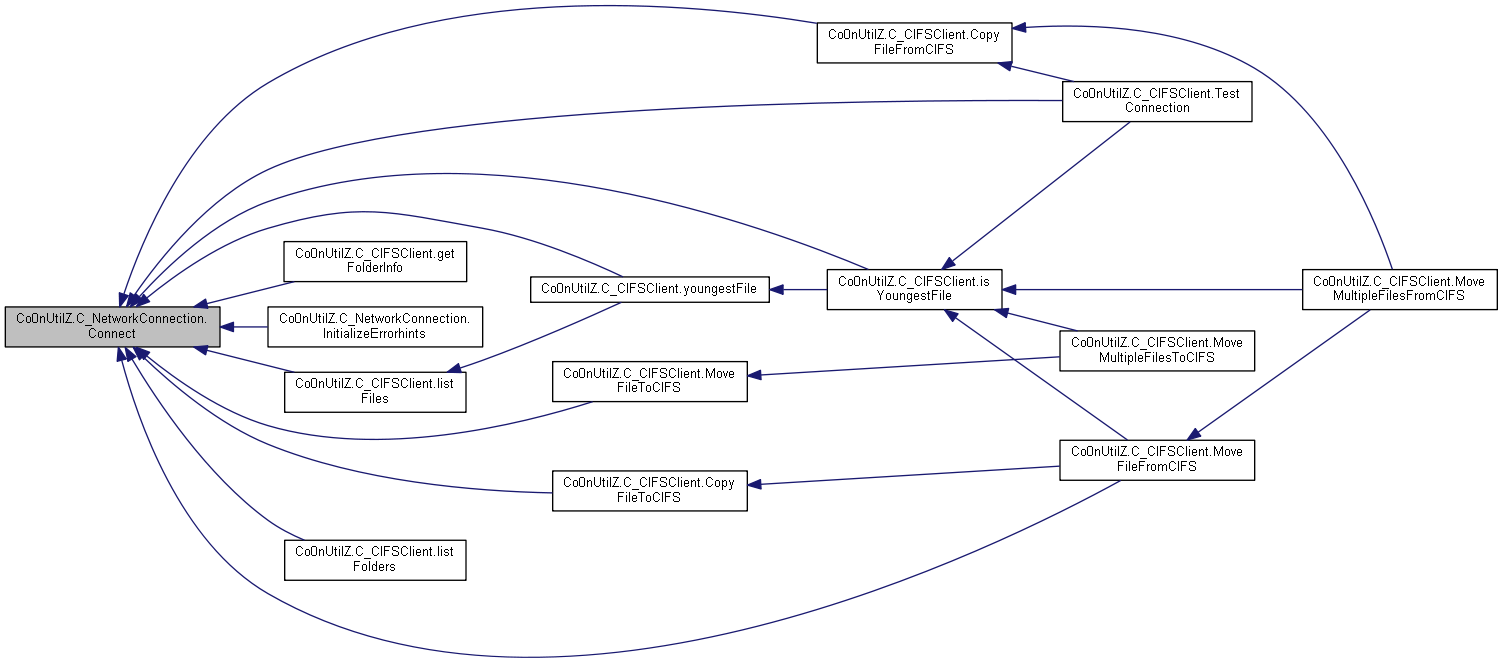 CoOnUtilZ.C_CIFSClient.Copy
FileFromCIFS
CoOnUtilZ.C_CIFSClient.Test
Connection
CoOnUtilZ.C_CIFSClient.get
FolderInfo
CoOnUtilZ.C_CIFSClient.youngestFile
CoOnUtilZ.C_CIFSClient.is
YoungestFile
CoOnUtilZ.C_CIFSClient.Move
MultipleFilesFromCIFS
CoOnUtilZ.C_NetworkConnection.
Connect
CoOnUtilZ.C_NetworkConnection.
InitializeErrorhints
CoOnUtilZ.C_CIFSClient.Move
MultipleFilesToCIFS
CoOnUtilZ.C_CIFSClient.list
Files
CoOnUtilZ.C_CIFSClient.Move
FileToCIFS
CoOnUtilZ.C_CIFSClient.Move
FileFromCIFS
CoOnUtilZ.C_CIFSClient.Copy
FileToCIFS
CoOnUtilZ.C_CIFSClient.list
Folders